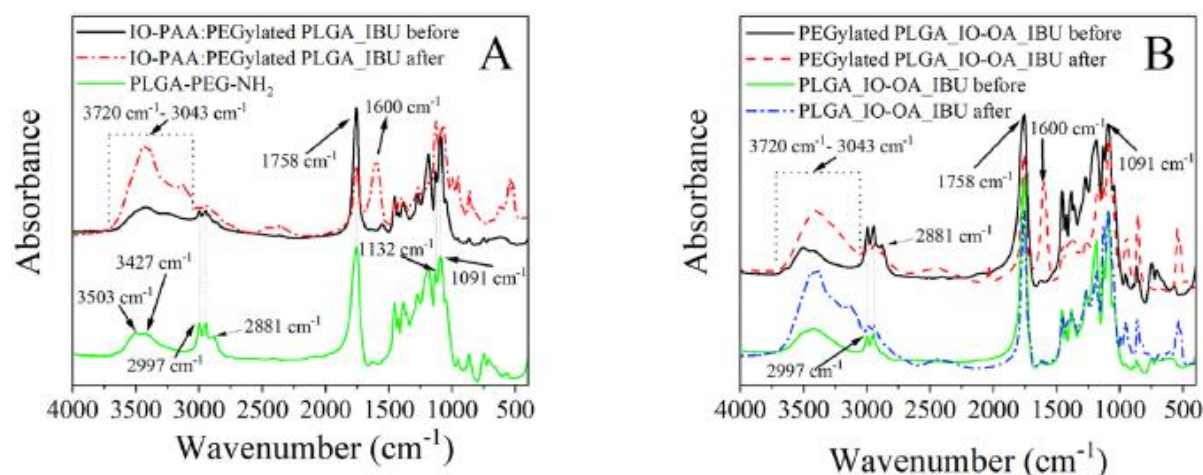 IO-PAA:PEGylated PLGA_IBU before
IO-PAA:PEGylated PLGA_IBU after
PLGA-PEG-NH₂
A
3720 cm⁻¹- 3043 cm⁻¹
1600 cm⁻¹
1758 cm⁻¹
3427 cm⁻¹
3503 cm⁻¹
1132 cm⁻¹
1091 cm⁻¹
2881 cm⁻¹
2997 cm⁻¹
Absorbance
4000 3500 3000 2500 2000 1500 1000 500
Wavenumber (cm⁻¹)
PEGylated PLGA_IO-OA_IBU before
PEGylated PLGA_IO-OA_IBU after
PLGA_IO-OA_IBU before
PLGA_IO-OA_IBU after
B
3720 cm⁻¹- 3043 cm⁻¹
1600 cm⁻¹
1758 cm⁻¹
1091 cm⁻¹
2881 cm⁻¹
2997 cm⁻¹
Absorbance
4000 3500 3000 2500 2000 1500 1000 500
Wavenumber (cm⁻¹)